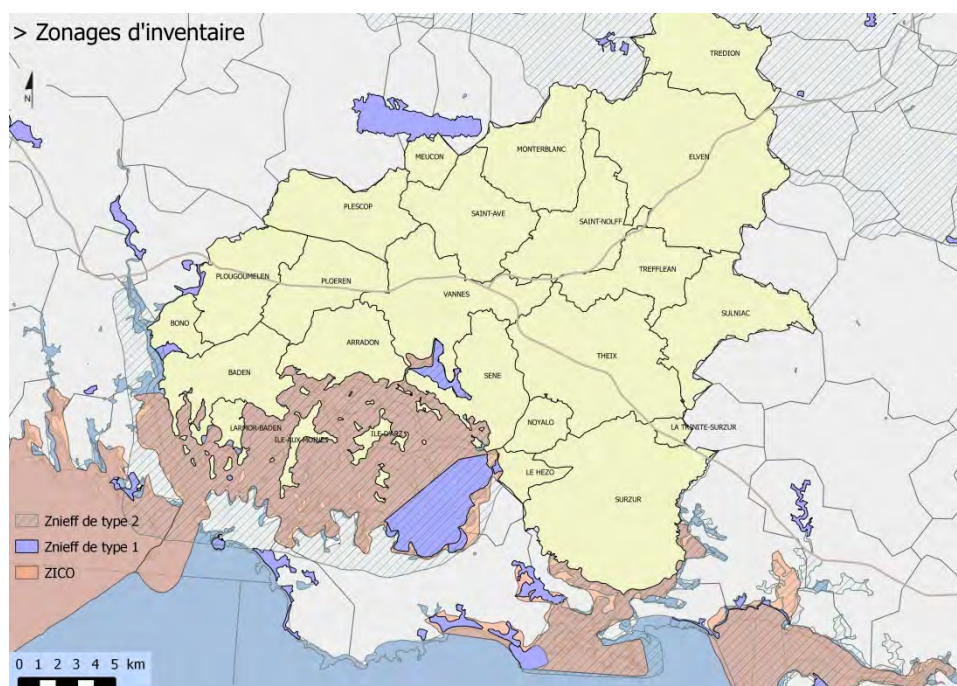 > Zonages d'inventaire
N
TREDION
MONTERBLANC
ELVEN
MEUCON
PLESCOP
SAINT-AVE
SAINT-NOLFF
TREFFLEAN
PLOUGOUMELEN
PLOEREN
VANNES
SULNIAC
BONO
ARRADON
THEIX
BADEN
SENE
NOYALO
LA TRINITE-SURZUR
LARMOR-BADEN
ILE-AUX-MOINES
ILE-D'ARZ
LE HEZO
SURZUR
Znieff de type 2
Znieff de type 1
ZICO
0 1 2 3 4 5 km